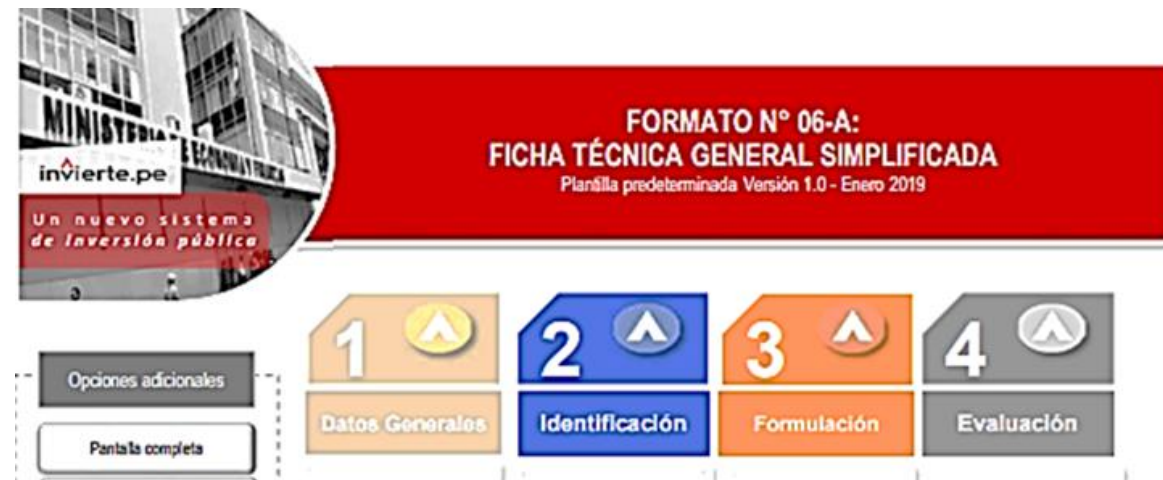 MINISTERIO DE ECONOMIA Y FINANZAS
invierte.pe
Un nuevo sistema
de inversión pública
FORMATO N° 06-A:
FICHA TÉCNICA GENERAL SIMPLIFICADA
Plantilla predeterminada Versión 1.0 - Enero 2019
1
2
3
4
Datos Generales
Identificación
Formulación
Evaluación
Opciones adicionales
Pantalla completa